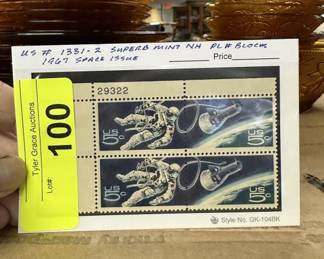 US # 1331-2 SUPERB MINT NH PL# BLOCK
1967 SPACE ISSUE Price
29322
Tyler Grace Auctions
Lot#:
100
US 5c
US 5c
US 5c
US 5c
Style No. GK-104BK